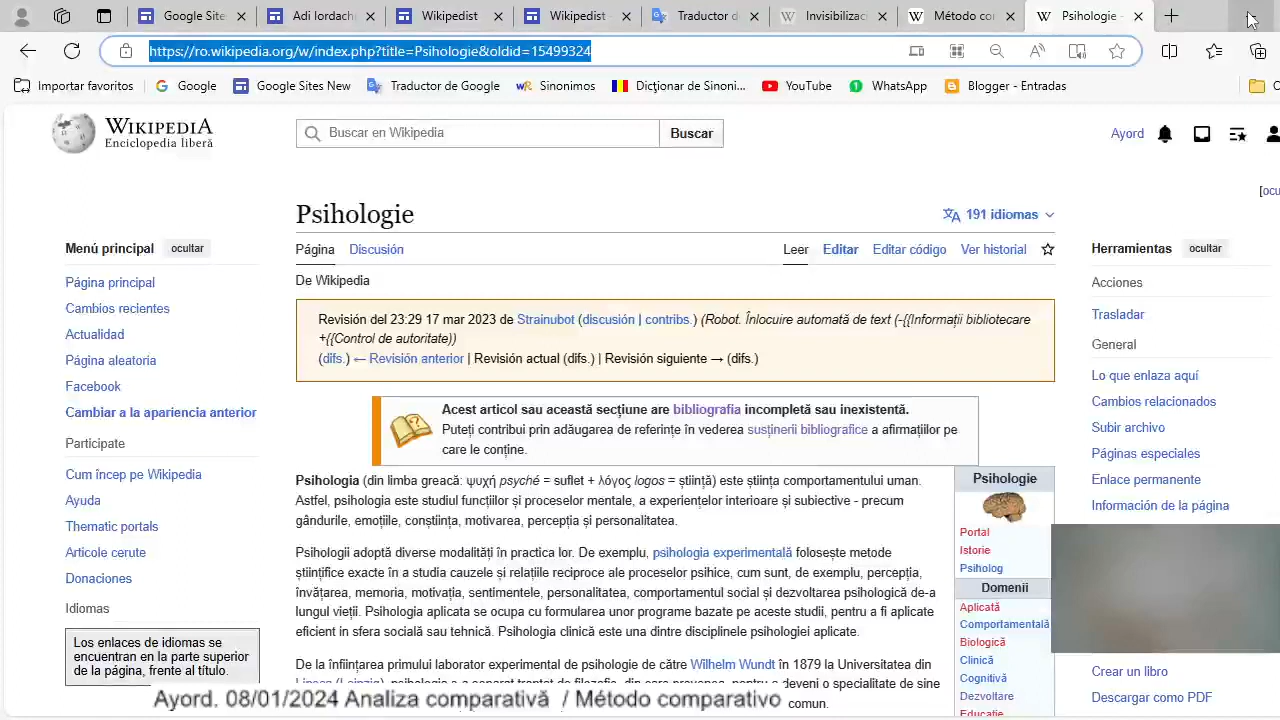 Google Site
Adi Iordach
Wikipedist
Wikipedist
Traductor d
Invisibilizac
Método co
Psihologie -
https://ro.wikipedia.org/w/index.php?title=Psihologie&oldid=15499324
Importar favoritos
Google
Google Sites New
Traductor de Google
Sinonimos
Dicționar de Sinoni...
YouTube
WhatsApp
Blogger - Entradas
WIKIPEDIA
Enciclopedia liberă
Buscar en Wikipedia
Buscar
Ayord
[ocu
Psihologie
191 idiomas
Menú principal ocultar
Página Discusión
Leer Editar Editar código Ver historial
Herramientas ocultar
De Wikipedia
Página principal
Cambios recientes
Actualidad
Página aleatoria
Facebook
Cambiar a la apariencia anterior
Participate
Cum încep pe Wikipedia
Ayuda
Thematic portals
Articole cerute
Donaciones
Idiomas
Los enlaces de idiomas se
encuentran en la parte superior
de la página, frente al título.
Revisión del 23:29 17 mar 2023 de Strainubot (discusión | contribs.) (Robot. Înlocuire automată de text (-{{Informații bibliotecare
+{{Control de autoritate))
(difs.) ← Revisión anterior | Revisión actual (difs.) | Revisión siguiente → (difs.)
Acest articol sau această secțiune are bibliografia incompletă sau inexistentă.
Puteți contribui prin adăugarea de referințe în vederea susținerii bibliografice a afirmațiilor pe
care le conține.
Psihologia (din limba greacă: ψυχή psyché = suflet + λόγος logos = știință) este știința comportamentului uman.
Astfel, psihologia este studiul funcțiilor și proceselor mentale, a experiențelor interioare și subiective - precum
gândurile, emoțiile, conștiința, motivarea, percepția și personalitatea.
Psihologii adoptă diverse modalități în practica lor. De exemplu, psihologia experimentală folosește metode
științifice exacte în a studia cauzele și relațiile reciproce ale proceselor psihice, cum sunt, de exemplu, percepția,
învățarea, memoria, motivația, sentimentele, personalitatea, comportamentul social și dezvoltarea psihologică de-a
lungul vieții. Psihologia aplicata se ocupa cu formularea unor programe bazate pe aceste studii, pentru a fi aplicate
eficient in sfera socială sau tehnică. Psihologia clinică este una dintre disciplinele psihologiei aplicate.
De la înființarea primului laborator experimental de psihologie de către Wilhelm Wundt în 1879 la Universitatea din
deveni o specialitate de sine
comun.
Psihologie
Portal
Istorie
Psiholog
Domenii
Aplicată
Comportamentală
Biologică
Clinică
Cognitivă
Dezvoltare
Educație
Acciones
Trasladar
General
Lo que enlaza aquí
Cambios relacionados
Subir archivo
Páginas especiales
Enlace permanente
Información de la página
Crear un libro
Descargar como PDF
Ayord. 08/01/2024 Analiza comparativă / Método comparativo